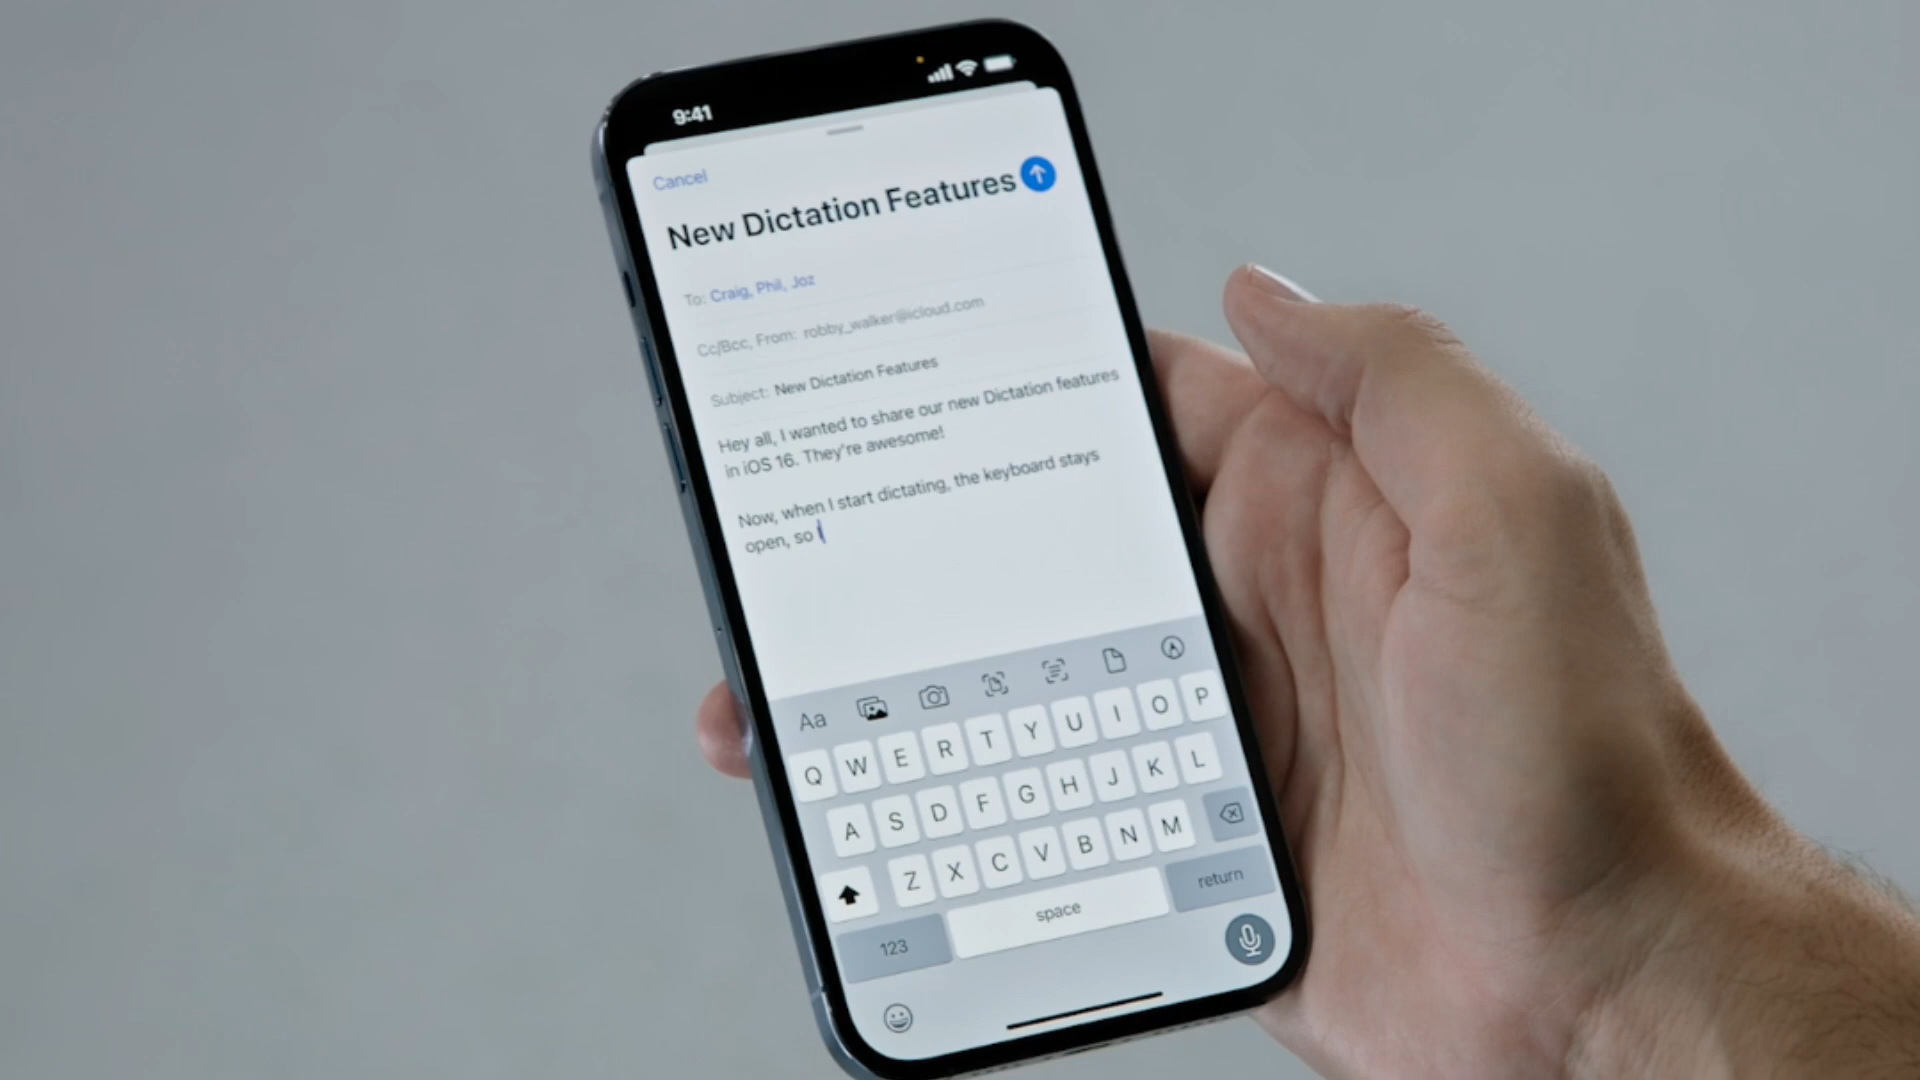 9:41
Cancel
New Dictation Features
To: Craig, Phil, Joz
Cc/Bcc, From: robby_walker@icloud.com
Subject: New Dictation Features
Hey all, I wanted to share our new Dictation features
in iOS 16. They're awesome!
Now, when I start dictating, the keyboard stays
open, so
Aa
Q W E R T Y U I O P
A S D F G H J K L
Z X C V B N M
123 space return